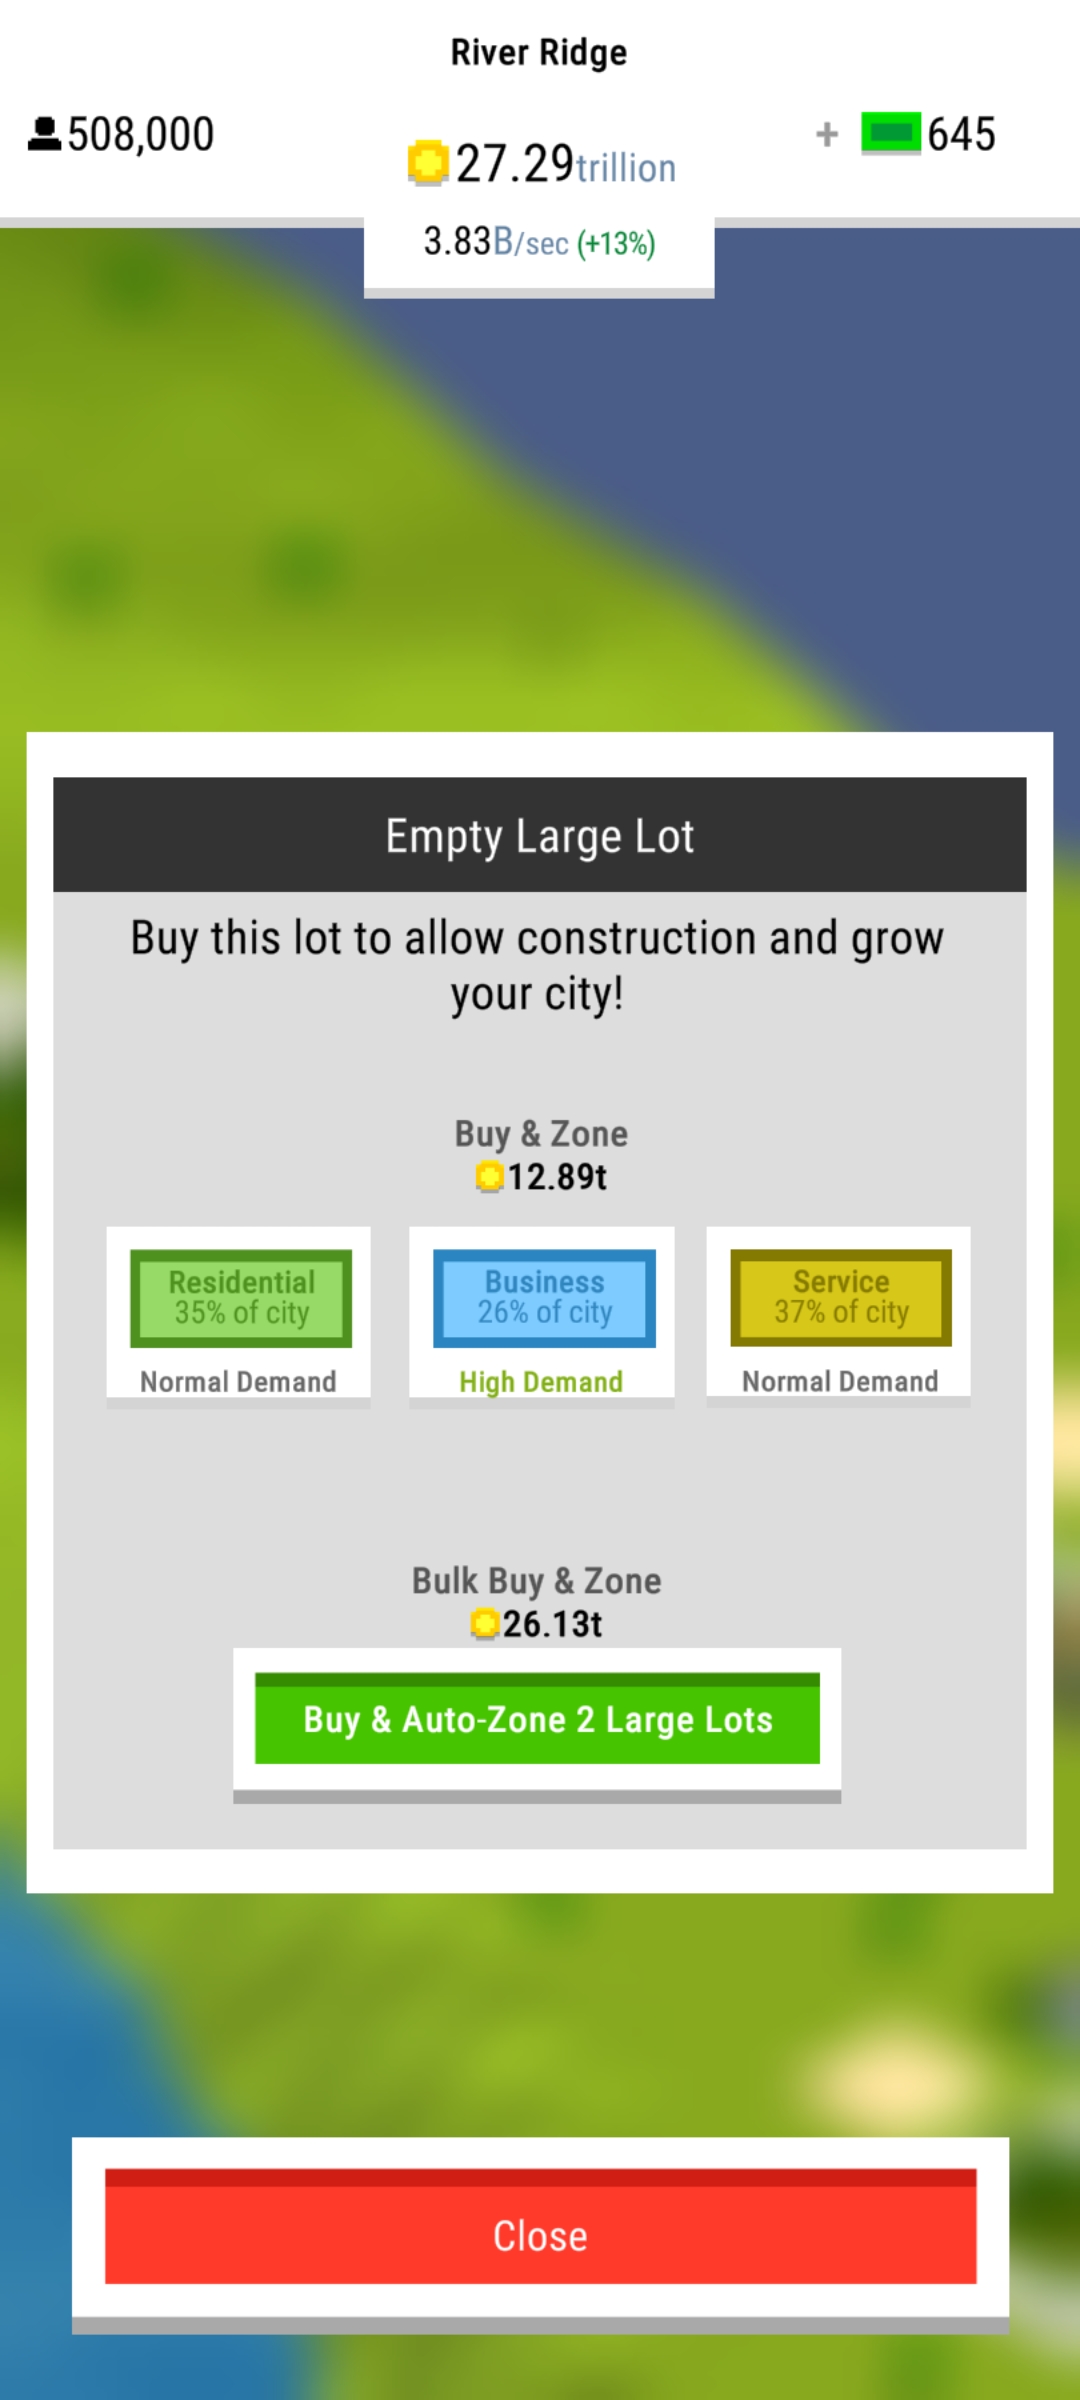 River Ridge
508,000
27.29trillion
+ 645
3.83B/sec (+13%)
Empty Large Lot
Buy this lot to allow construction and grow
your city!
Buy & Zone
12.89t
Residential
35% of city
Normal Demand
Business
26% of city
High Demand
Service
37% of city
Normal Demand
Bulk Buy & Zone
26.13t
Buy & Auto-Zone 2 Large Lots
Close